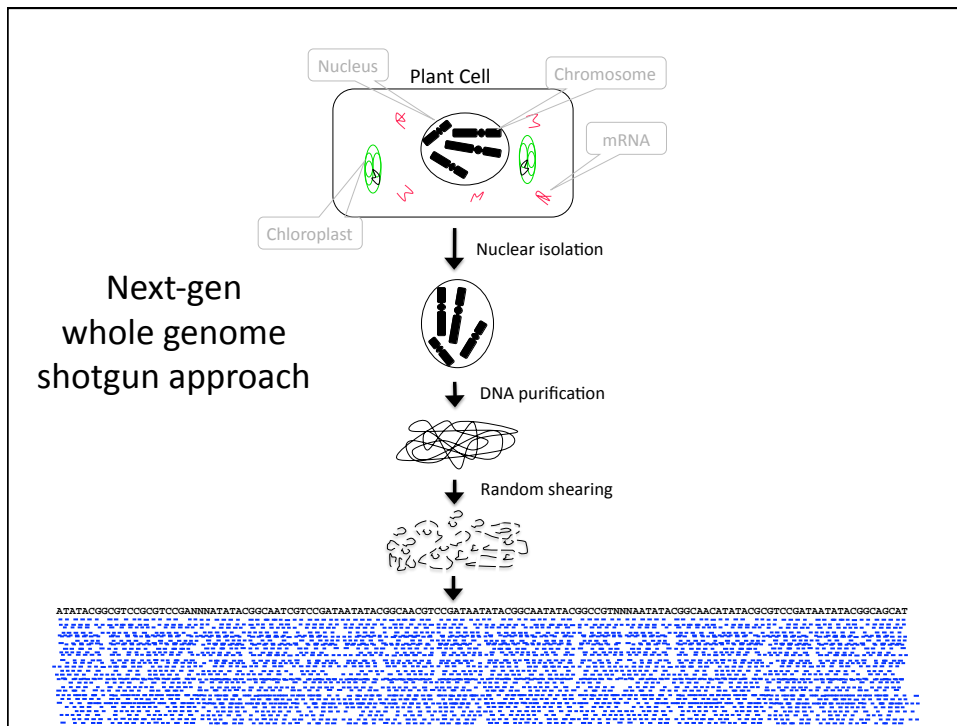 Nucleus
Plant Cell
Chromosome
mRNA
Chloroplast
Nuclear isolation
Next-gen
whole genome
shotgun approach
DNA purification
Random shearing
ATATACGGCGTCCGCGTCCGANNNATATACGGCAATCGTCCGATAATATACGGCAACGTCCGATAATATACGGCAATATACGGCCGTNNNAATATACGGCAACATATACGCGTCCGATAATATACGGCAGCAT